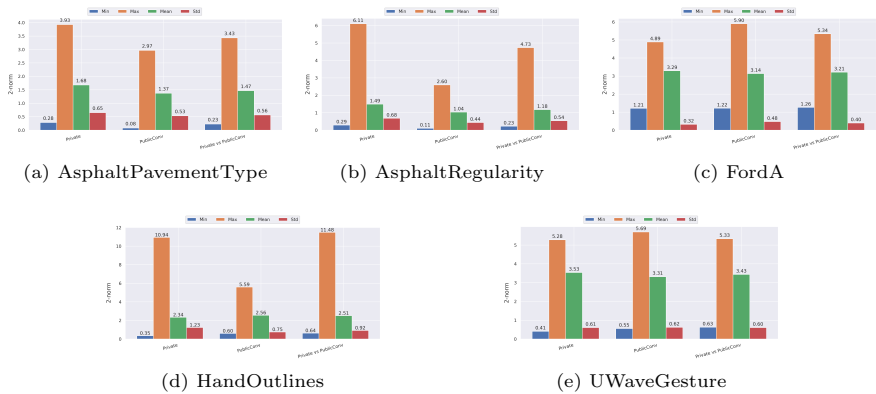 Min Max Mean Std
Min Max Mean Std
Min Max Mean Std
4.0
3.5
3.0
2.5
2.0
1.5
1.0
0.5
0.0
2-norm
0.28 3.93 1.68 0.65
0.08 2.97 1.37 0.53
0.23 3.43 1.47 0.56
Private PublicConv Private vs PublicConv
(a) AsphaltPavementType
6
5
4
3
2
1
0
2-norm
0.29 6.11 1.49 0.68
0.11 2.60 1.04 0.44
0.23 4.73 1.18 0.54
Private PublicConv Private vs PublicConv
(b) AsphaltRegularity
6
5
4
3
2
1
0
2-norm
1.21 4.89 3.29 0.32
1.22 5.90 3.14 0.48
1.26 5.34 3.21 0.40
Private PublicConv Private vs PublicConv
(c) FordA
Min Max Mean Std
12
10
8
6
4
2
0
2-norm
0.35 10.94 2.34 1.23
0.60 5.59 2.56 0.75
0.64 11.48 2.51 0.92
Private PublicConv Private vs PublicConv
(d) HandOutlines
Min Max Mean Std
5
4
3
2
1
0
2-norm
0.41 5.28 3.53 0.61
0.55 5.69 3.31 0.62
0.63 5.33 3.43 0.60
Private PublicConv Private vs PublicConv
(e) UWaveGesture